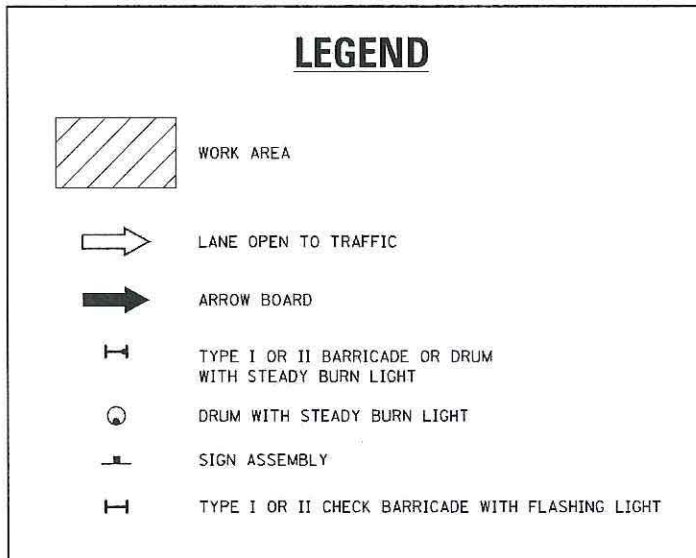 LEGEND
WORK AREA
LANE OPEN TO TRAFFIC
ARROW BOARD
TYPE I OR II BARRICADE OR DRUM
WITH STEADY BURN LIGHT
DRUM WITH STEADY BURN LIGHT
SIGN ASSEMBLY
TYPE I OR II CHECK BARRICADE WITH FLASHING LIGHT